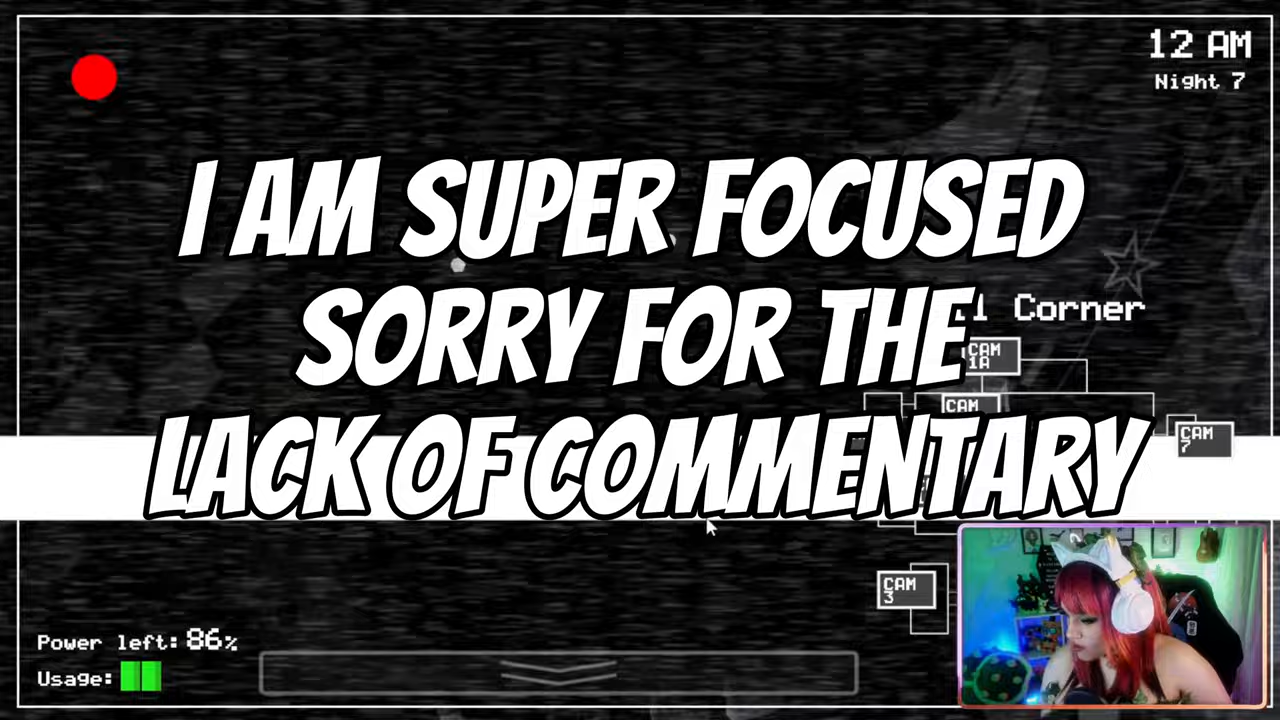 12 AM
Night 7
I AM SUPER FOCUSED
SORRY FOR THE
LACK OF COMMENTARY
Corner
CAM
1A
CAM
CAM
7
CAM
3
Power left: 86%
Usage: